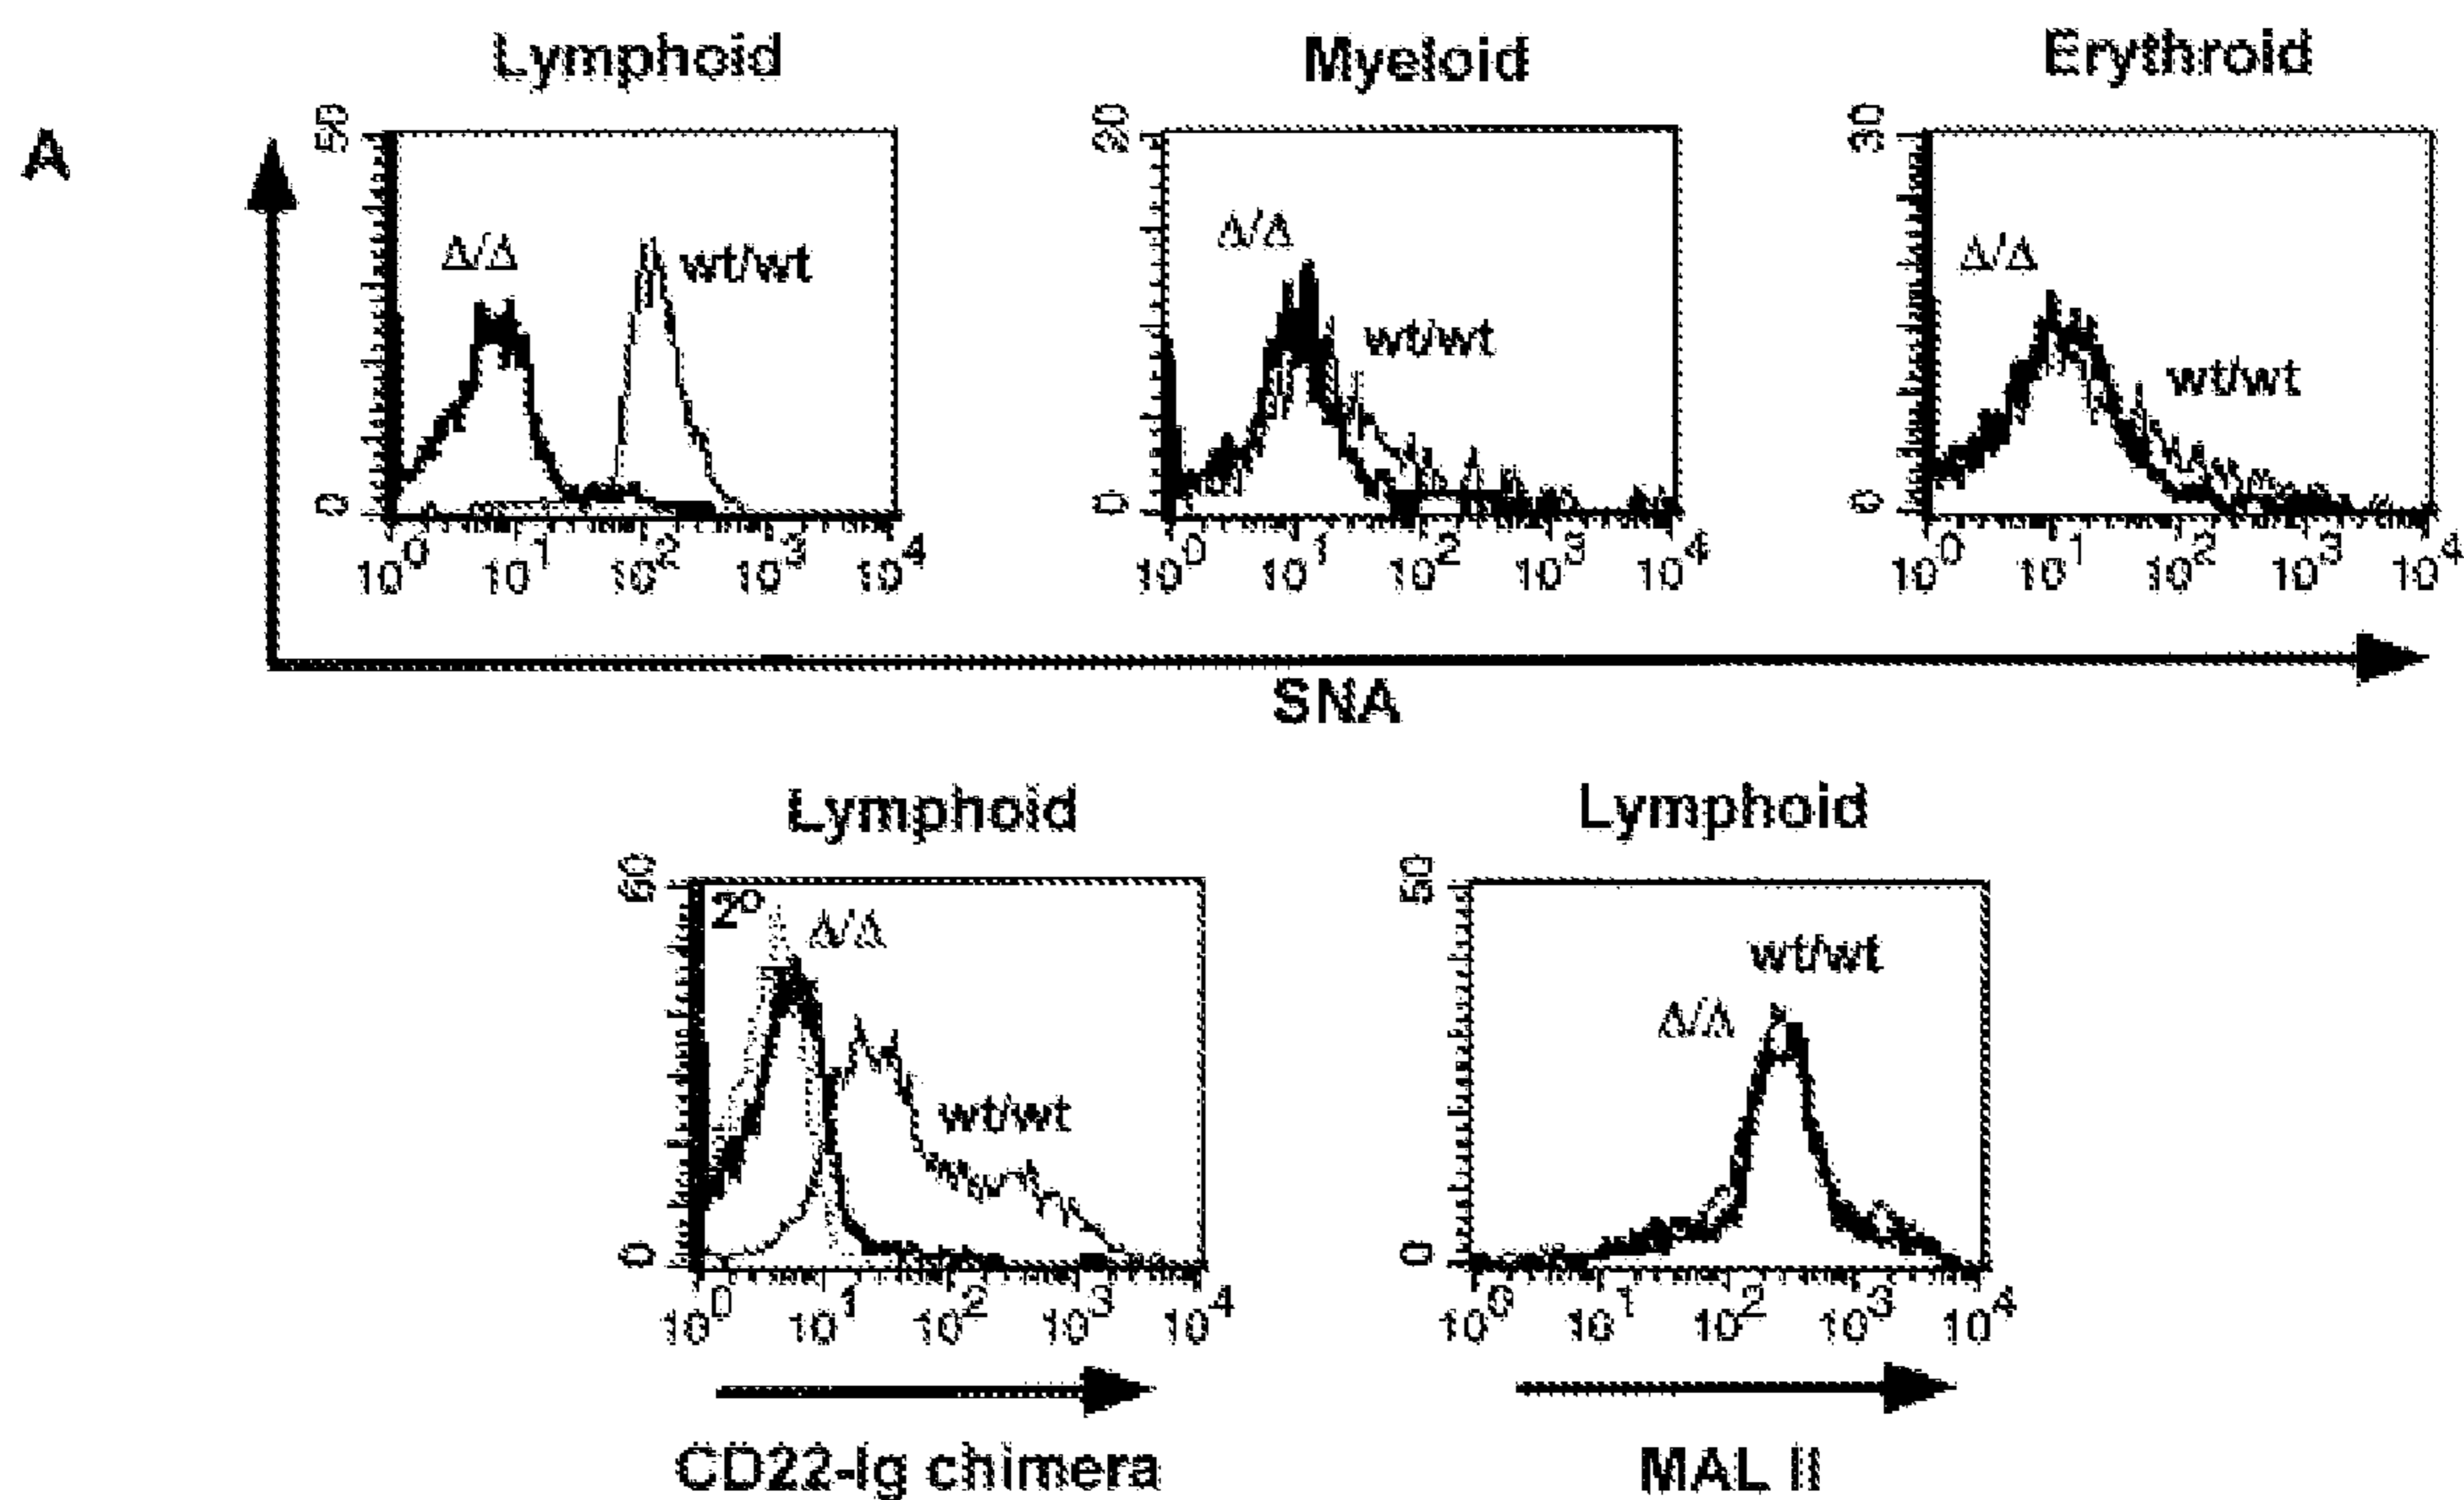 Lymphoid Myeloid Erythroid
A
50 20 30
Δ/Δ wt/wt Δ/Δ wt/wt Δ/Δ wt/wt
0 0 0
10^0 10^1 10^2 10^3 10^4 10^0 10^1 10^2 10^3 10^4 10^0 10^1 10^2 10^3 10^4
SNA
Lymphoid Lymphoid
60 50
2º Δ/Δ wt/wt
Δ/Δ
wt/wt
0 0
10^0 10^1 10^2 10^3 10^4 10^0 10^1 10^2 10^3 10^4
CD22-Ig chimera MAL II